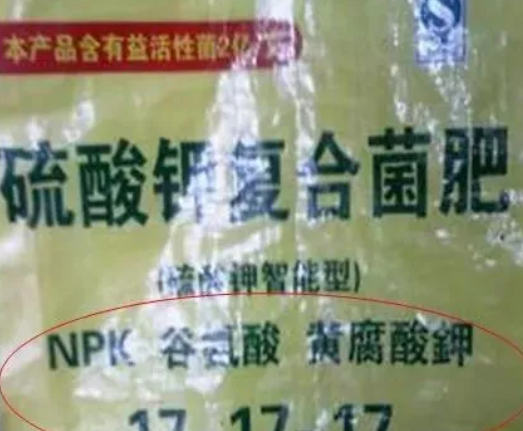 本产品含有益活性菌2亿/克
硫酸钾复合菌肥
(硫酸钾智能型)
NPK 谷氨酸 黄腐酸鉀
17-17-17